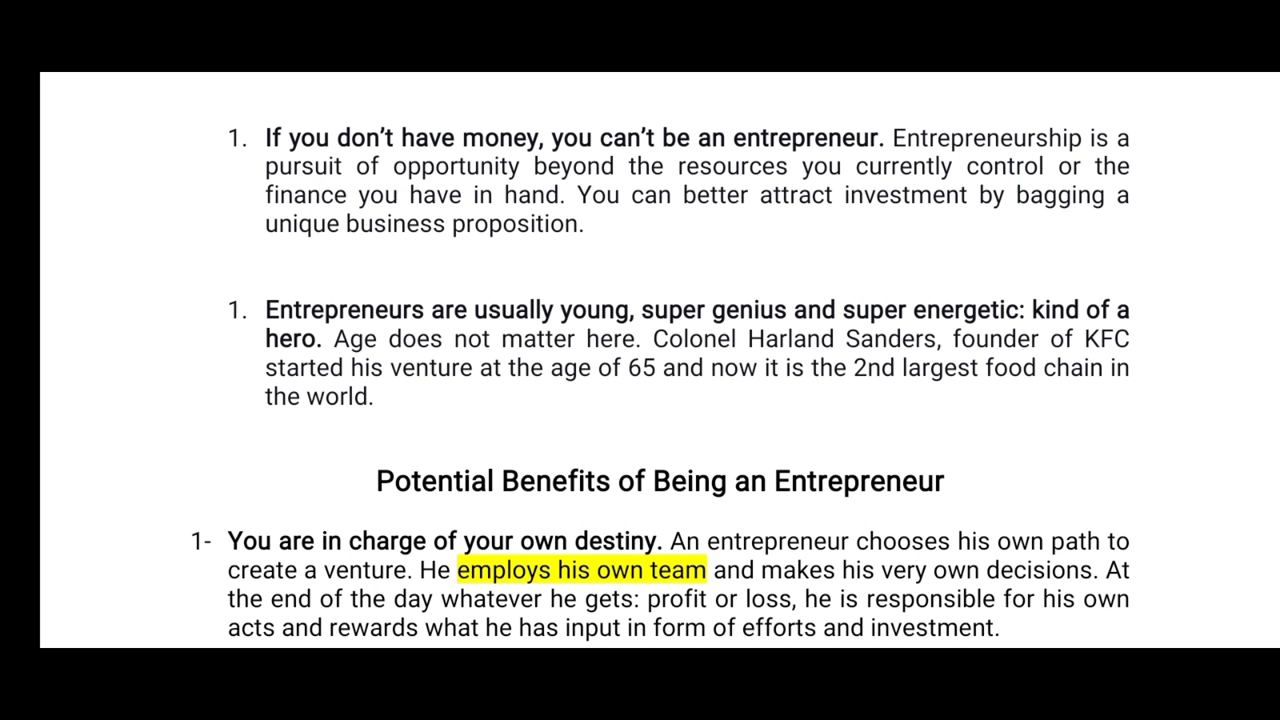 1. If you don’t have money, you can’t be an entrepreneur. Entrepreneurship is a
pursuit of opportunity beyond the resources you currently control or the
finance you have in hand. You can better attract investment by bagging a
unique business proposition.
1. Entrepreneurs are usually young, super genius and super energetic: kind of a
hero. Age does not matter here. Colonel Harland Sanders, founder of KFC
started his venture at the age of 65 and now it is the 2nd largest food chain in
the world.
Potential Benefits of Being an Entrepreneur
1- You are in charge of your own destiny. An entrepreneur chooses his own path to
create a venture. He employs his own team and makes his very own decisions. At
the end of the day whatever he gets: profit or loss, he is responsible for his own
acts and rewards what he has input in form of efforts and investment.